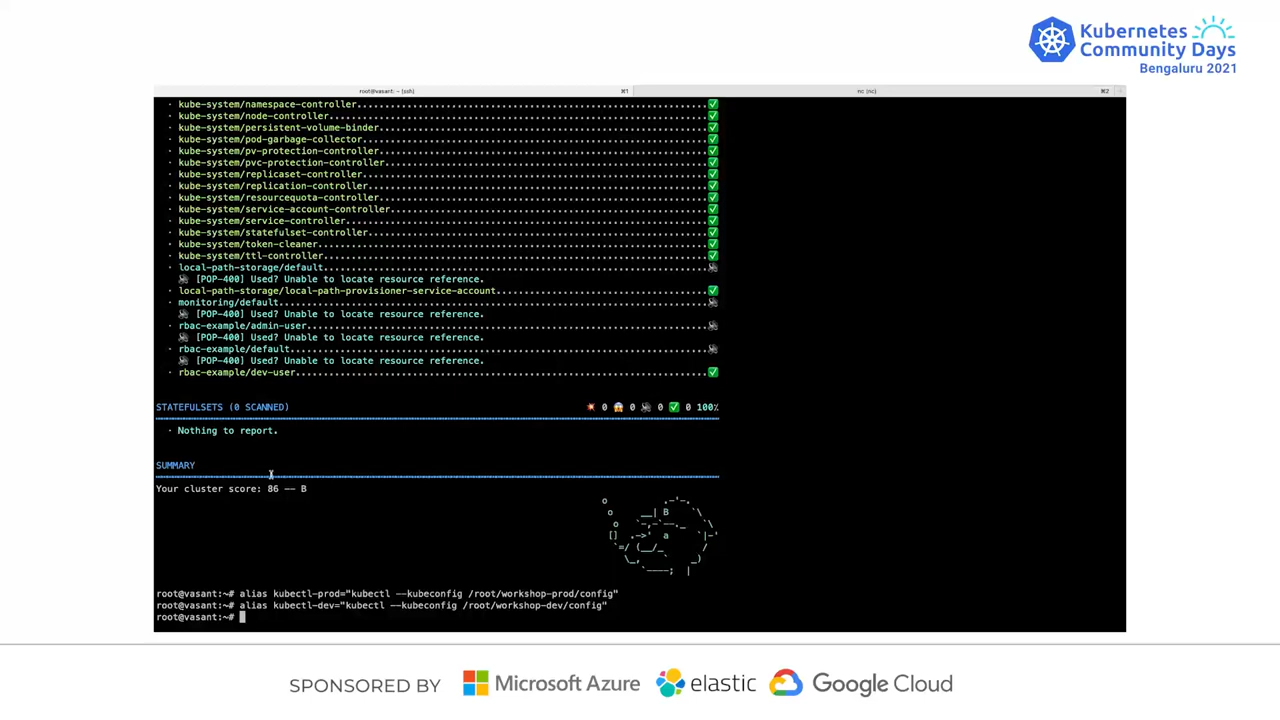 Kubernetes
Community Days
Bengaluru 2021
root@vasant: ~ (ssh) ⌘1 nc (nc) ⌘2
· kube-system/namespace-controller..........✅
· kube-system/node-controller..........✅
· kube-system/persistent-volume-binder..........✅
· kube-system/pod-garbage-collector..........✅
· kube-system/pv-protection-controller..........✅
· kube-system/pvc-protection-controller..........✅
· kube-system/replicaset-controller..........✅
· kube-system/replication-controller..........✅
· kube-system/resourcequota-controller..........✅
· kube-system/service-account-controller..........✅
· kube-system/service-controller..........✅
· kube-system/statefulset-controller..........✅
· kube-system/token-cleaner..........✅
· kube-system/ttl-controller..........✅
· local-path-storage/default..........🔊
🔊 [POP-400] Used? Unable to locate resource reference.
· local-path-storage/local-path-provisioner-service-account..........✅
· monitoring/default..........🔊
🔊 [POP-400] Used? Unable to locate resource reference.
· rbac-example/admin-user..........🔊
🔊 [POP-400] Used? Unable to locate resource reference.
· rbac-example/default..........🔊
🔊 [POP-400] Used? Unable to locate resource reference.
· rbac-example/dev-user..........✅
STATEFULSETS (0 SCANNED) 💥 0 😱 0 🔊 0 ✅ 0 100%
· Nothing to report.
SUMMARY
Your cluster score: 86 -- B
o .-'-.
o __| B `\
o `-,-`--._ `\
[] .->' a `|-'
`=/ (__/_ /
\_, ` _)
`----; |
root@vasant:~# alias kubectl-prod="kubectl --kubeconfig /root/workshop-prod/config"
root@vasant:~# alias kubectl-dev="kubectl --kubeconfig /root/workshop-dev/config"
root@vasant:~#
SPONSORED BY Microsoft Azure elastic Google Cloud